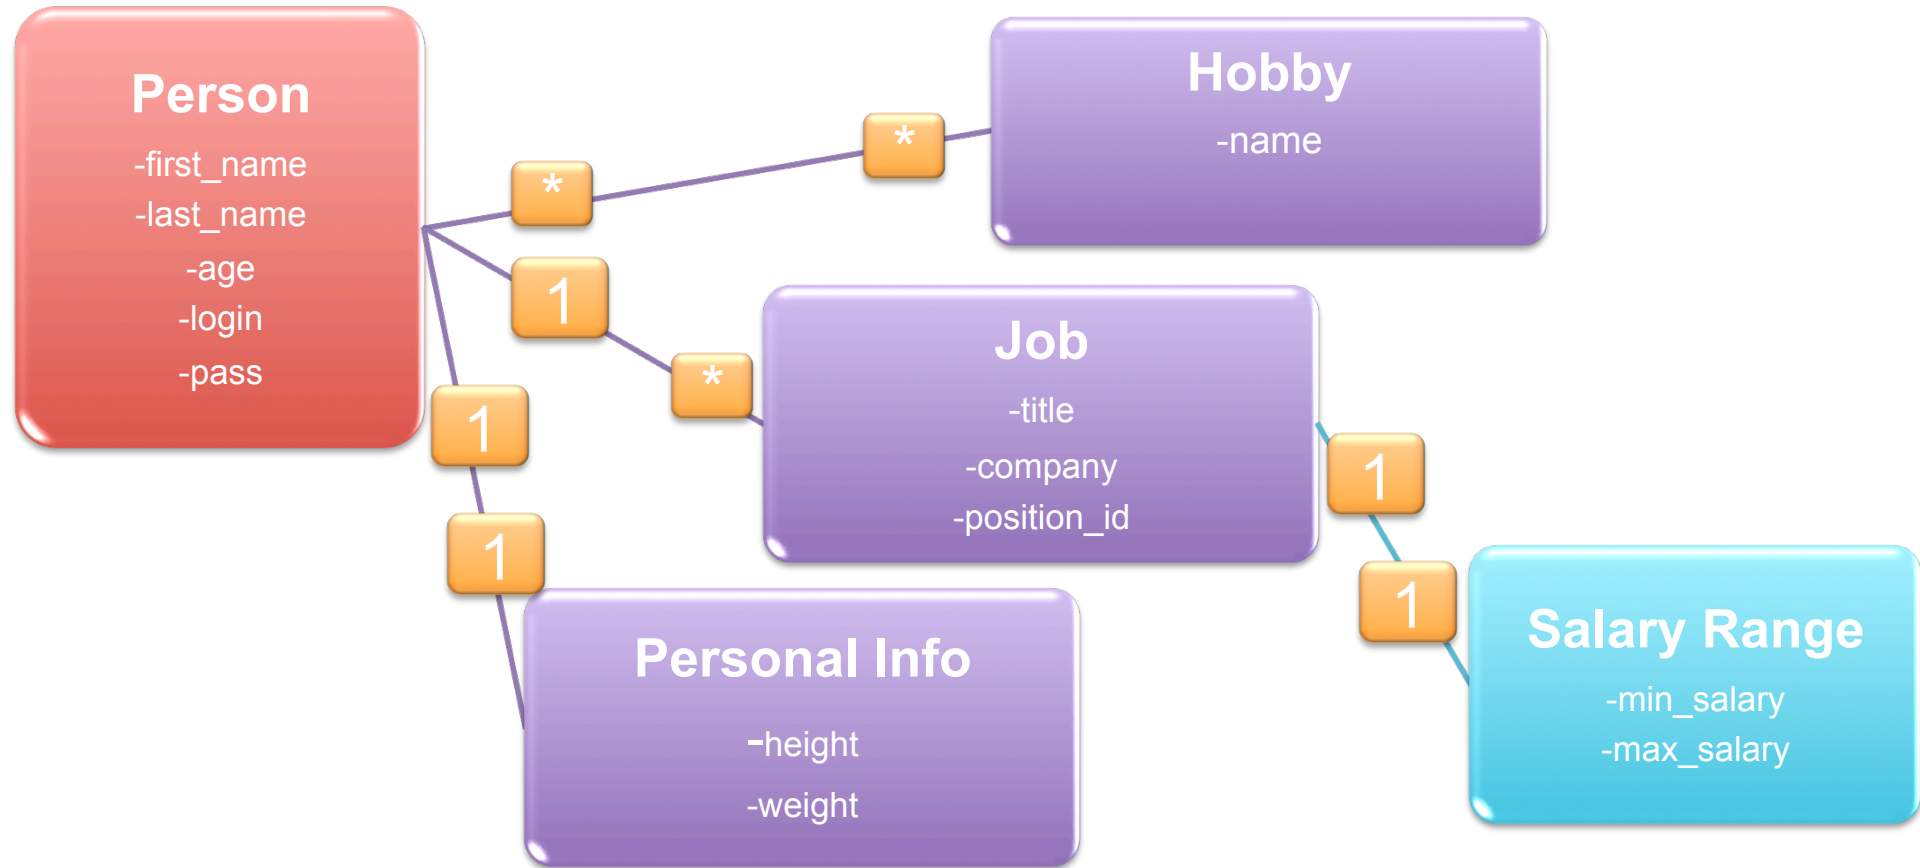 Person
-first_name
-last_name
-age
-login
-pass
*
*
Hobby
-name
1
*
Job
-title
-company
-position_id
1
1
Personal Info
-height
-weight
1
1
Salary Range
-min_salary
-max_salary